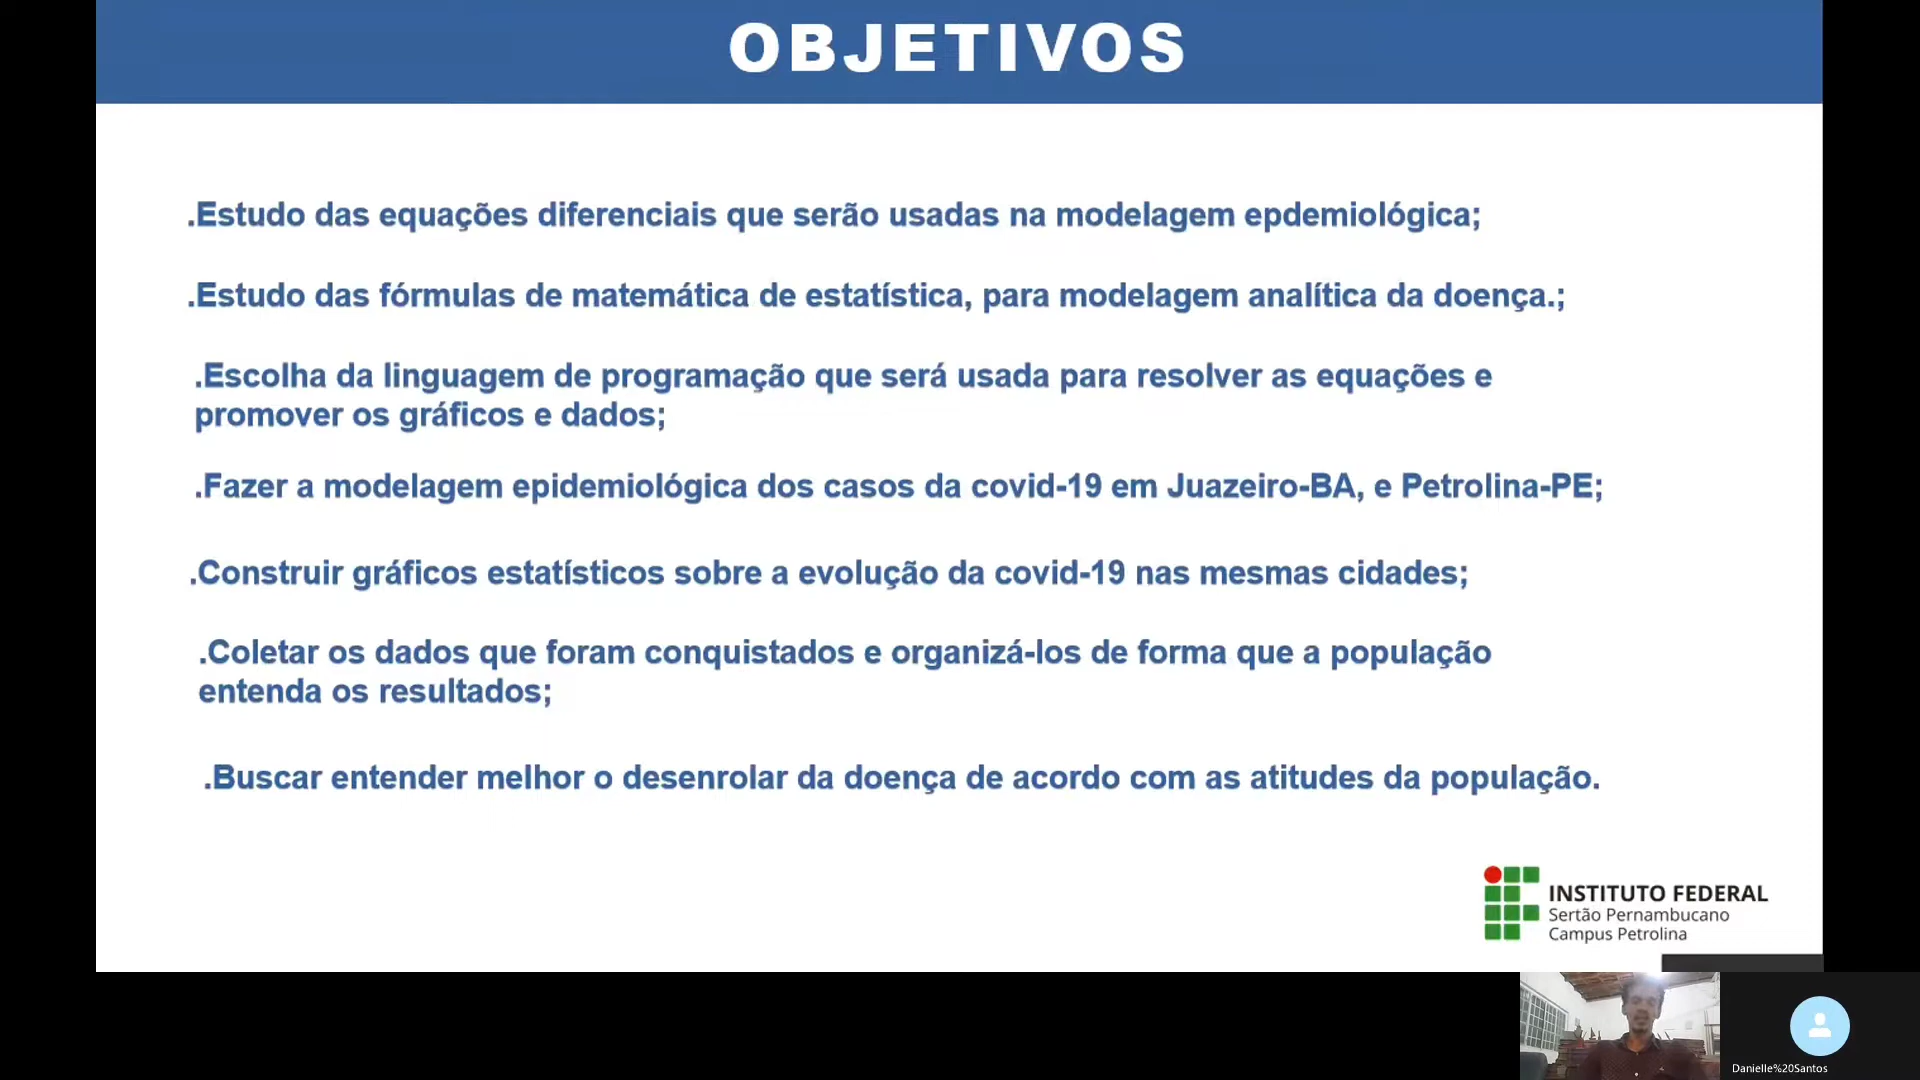 OBJETIVOS
.Estudo das equações diferenciais que serão usadas na modelagem epdemiológica;
.Estudo das fórmulas de matemática de estatística, para modelagem analítica da doença.;
.Escolha da linguagem de programação que será usada para resolver as equações e
promover os gráficos e dados;
.Fazer a modelagem epidemiológica dos casos da covid-19 em Juazeiro-BA, e Petrolina-PE;
.Construir gráficos estatísticos sobre a evolução da covid-19 nas mesmas cidades;
.Coletar os dados que foram conquistados e organizá-los de forma que a população
entenda os resultados;
.Buscar entender melhor o desenrolar da doença de acordo com as atitudes da população.
INSTITUTO FEDERAL
Sertão Pernambucano
Campus Petrolina
Danielle%20Santos